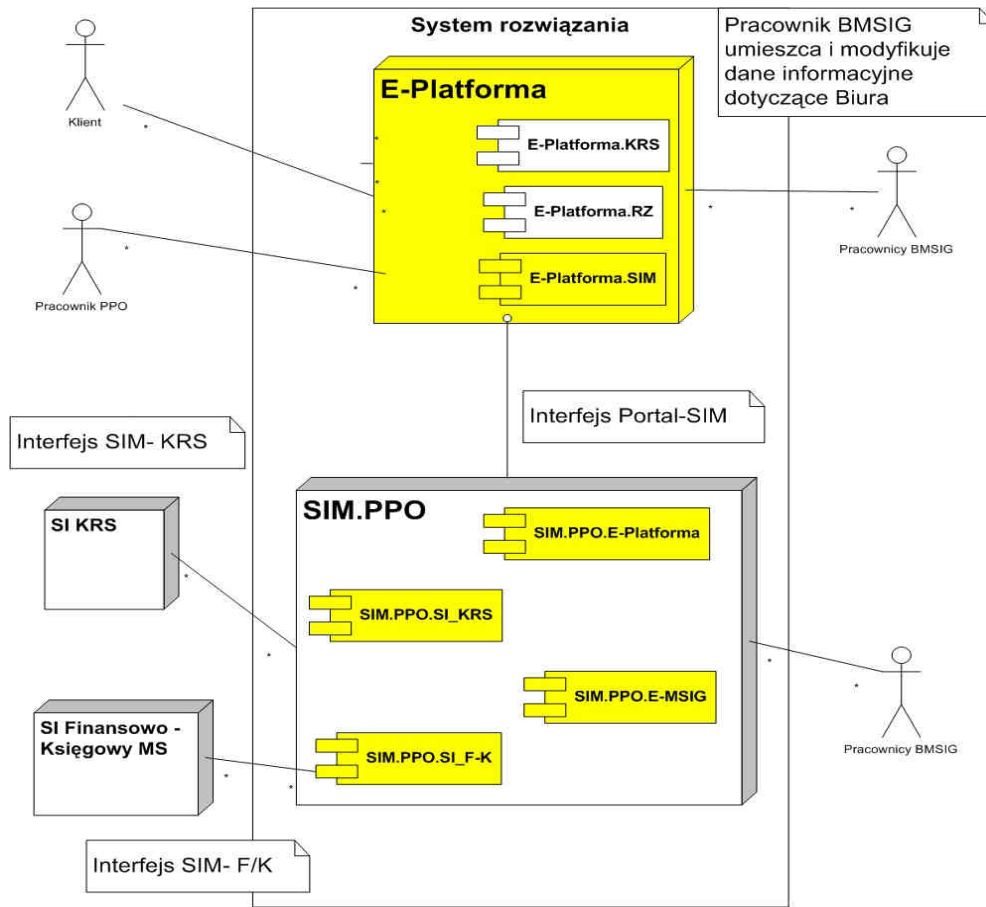 System rozwiązania
Pracownik BMSIG
umieszca i modyfikuje
dane informacyjne
dotyczące Biura
E-Platforma
Klient
*
*
E-Platforma.KRS
*
*
E-Platforma.RZ
*
*
Pracownicy BMSIG
*
E-Platforma.SIM
*
Pracownik PPO
Interfejs Portal-SIM
Interfejs SIM- KRS
SIM.PPO
SI KRS
SIM.PPO.E-Platforma
*
SIM.PPO.SI_KRS
*
*
*
SIM.PPO.E-MSIG
SI Finansowo -
Księgowy MS
SIM.PPO.SI_F-K
Pracownicy BMSIG
*
*
Interfejs SIM- F/K